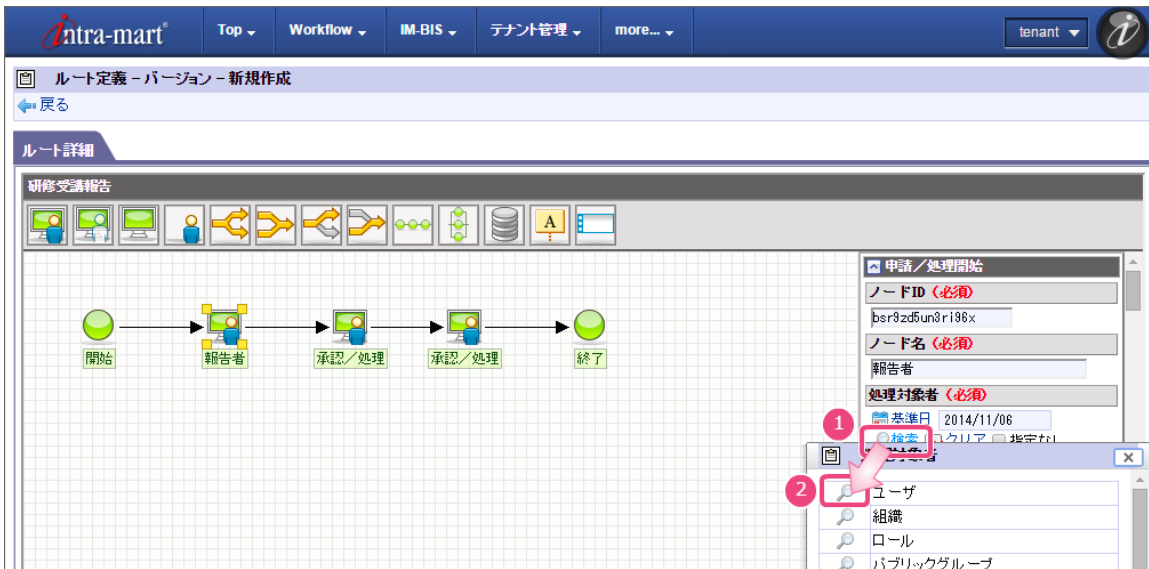 intra-mart® Top Workflow IM-BIS テナント管理 more... tenant
ルート定義 - バージョン - 新規作成
戻る
ルート詳細
研修受講報告
A
申請／処理開始
ノードID（必須）
bsr9zd5un3ri96x
ノード名（必須）
報告者
処理対象者（必須）
基準日 2014/11/06
1
検索 クリア 指定なし
開始 報告者 承認／処理 承認／処理 終了
2
ユーザ
組織
ロール
パブリックグループ